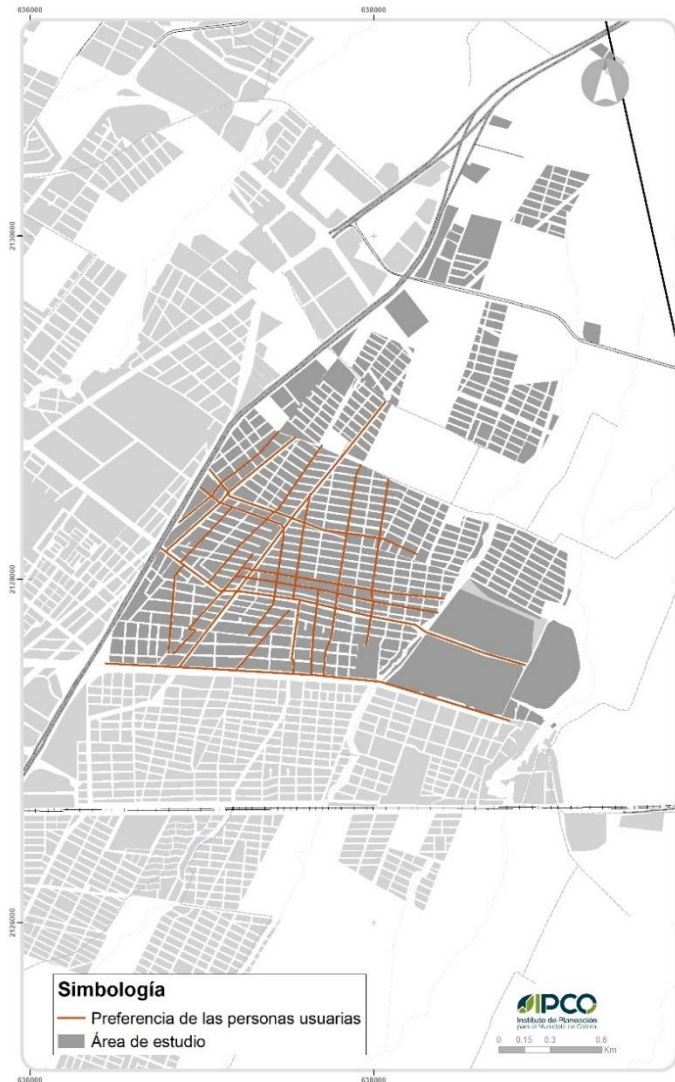 636000
638000
2130000
2128000
2126000
Simbología
Preferencia de las personas usuarias
Área de estudio
IPCO
Instituto de Planeación
para el Municipio de Colima
0 0.15 0.3 0.6
Km
636000
638000